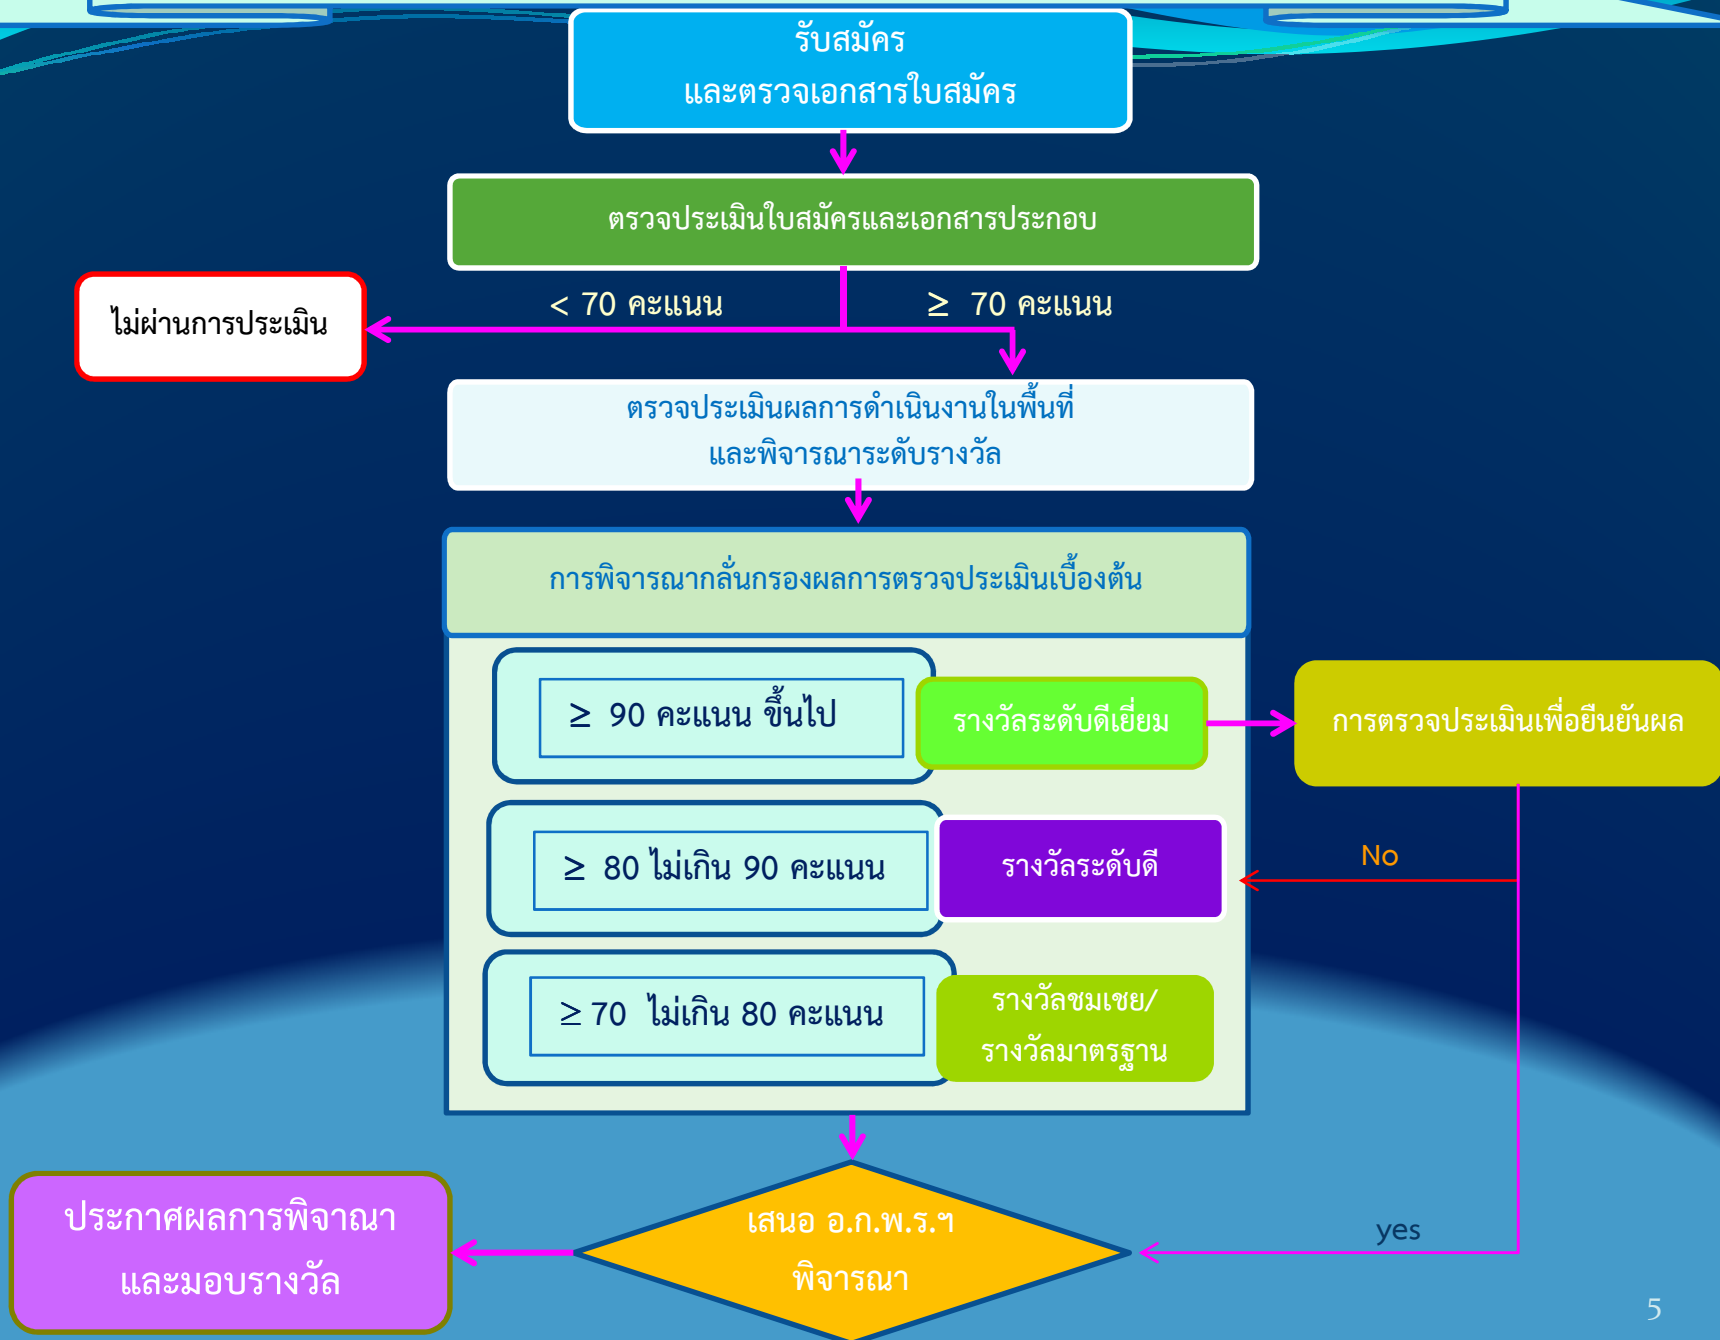 รับสมัคร
และตรวจเอกสารใบสมัคร
ตรวจประเมินใบสมัครและเอกสารประกอบ
< 70 คะแนน
≥ 70 คะแนน
ไม่ผ่านการประเมิน
ตรวจประเมินผลการดำเนินงานในพื้นที่
และพิจารณาระดับรางวัล
การพิจารณากลั่นกรองผลการตรวจประเมินเบื้องต้น
≥ 90 คะแนน ขึ้นไป
รางวัลระดับดีเยี่ยม
การตรวจประเมินเพื่อยืนยันผล
≥ 80 ไม่เกิน 90 คะแนน
รางวัลระดับดี
No
≥ 70 ไม่เกิน 80 คะแนน
รางวัลชมเชย/
รางวัลมาตรฐาน
เสนอ อ.ก.พ.ร.ฯ
พิจารณา
yes
ประกาศผลการพิจาณา
และมอบรางวัล
5